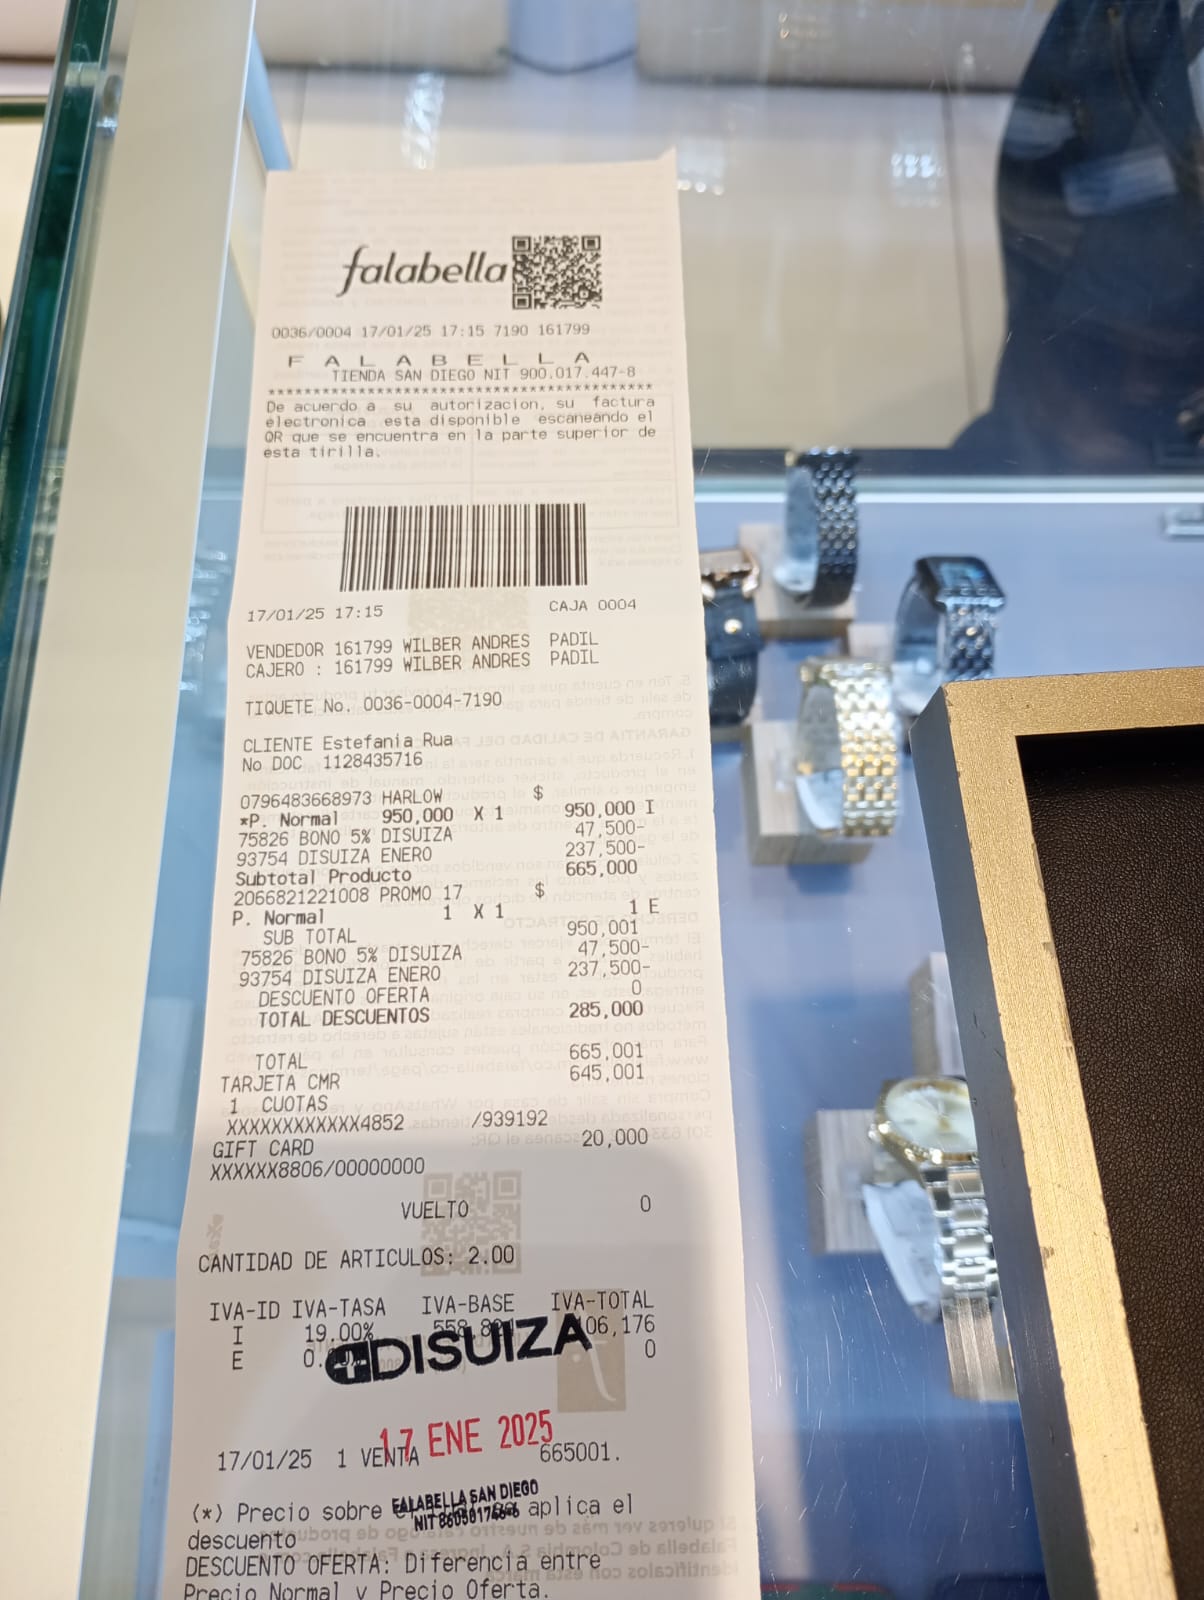 falabella
0036/0004 17/01/25 17:15 7190 161799
F A L A B E L L A
TIENDA SAN DIEGO NIT 900.017.447-8
****************************************
De acuerdo a su autorizacion, su factura
electronica esta disponible escaneando el
QR que se encuentra en la parte superior de
esta tirilla.
17/01/25 17:15 CAJA 0004
VENDEDOR 161799 WILBER ANDRES PADIL
CAJERO : 161799 WILBER ANDRES PADIL
TIQUETE No. 0036-0004-7190
CLIENTE Estefania Rua
No DOC 1128435716
0796483668973 HARLOW $
*P. Normal 950,000 X 1 950,000 I
75826 BONO 5% DISUIZA 47,500-
93754 DISUIZA ENERO 237,500-
Subtotal Producto 665,000
2066821221008 PROMO 17 $
P. Normal 1 X 1 1 E
SUB TOTAL 950,001
75826 BONO 5% DISUIZA 47,500-
93754 DISUIZA ENERO 237,500-
DESCUENTO OFERTA 0
TOTAL DESCUENTOS 285,000
TOTAL 665,001
TARJETA CMR 645,001
1 CUOTAS
XXXXXXXXXXXX4852 /939192
GIFT CARD 20,000
XXXXXX8806/00000000
VUELTO 0
CANTIDAD DE ARTICULOS: 2.00
IVA-ID IVA-TASA IVA-BASE IVA-TOTAL
I 19.00% 106,176
E 0
DISUIZA
17 ENE 2025
17/01/25 1 VENTA 665001.
FALABELLA SAN DIEGO
NIT
(*) Precio sobre aplica el
descuento
DESCUENTO OFERTA: Diferencia entre
Precio Normal y Precio Oferta.